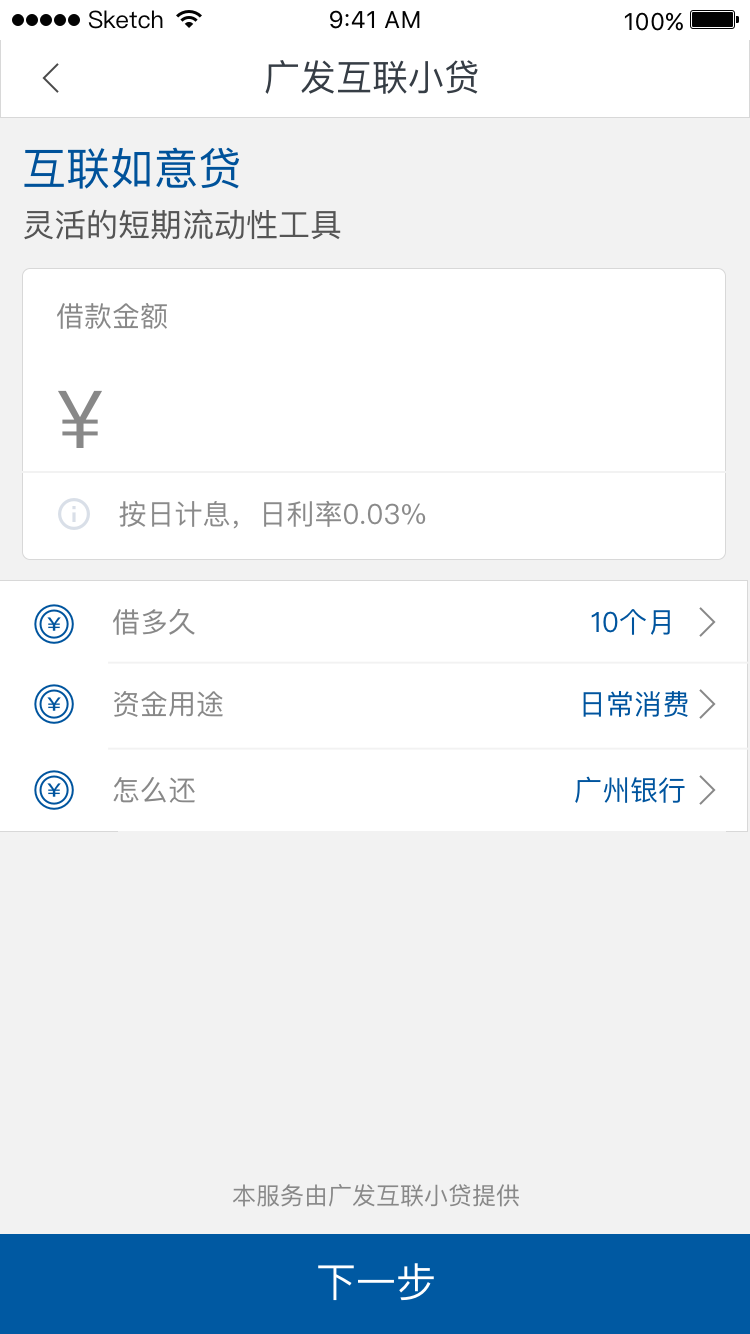 Sketch 9:41 AM 100%
广发互联小贷
互联如意贷
灵活的短期流动性工具
借款金额
¥
按日计息，日利率0.03%
¥ 借多久 10个月
¥ 资金用途 日常消费
¥ 怎么还 广州银行
本服务由广发互联小贷提供
下一步